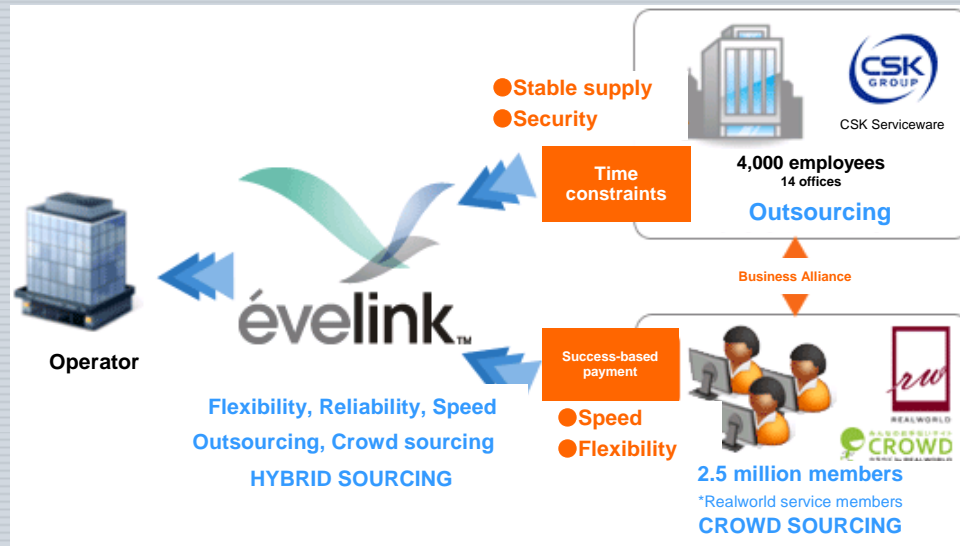 ●Stable supply
●Security
CSK
GROUP
CSK Serviceware
Time
constraints
4,000 employees
14 offices
Outsourcing
Business Alliance
évelink™
Operator
Success-based
payment
●Speed
●Flexibility
rw
REALWORLD
CROWD
Flexibility, Reliability, Speed
Outsourcing, Crowd sourcing
HYBRID SOURCING
2.5 million members
*Realworld service members
CROWD SOURCING